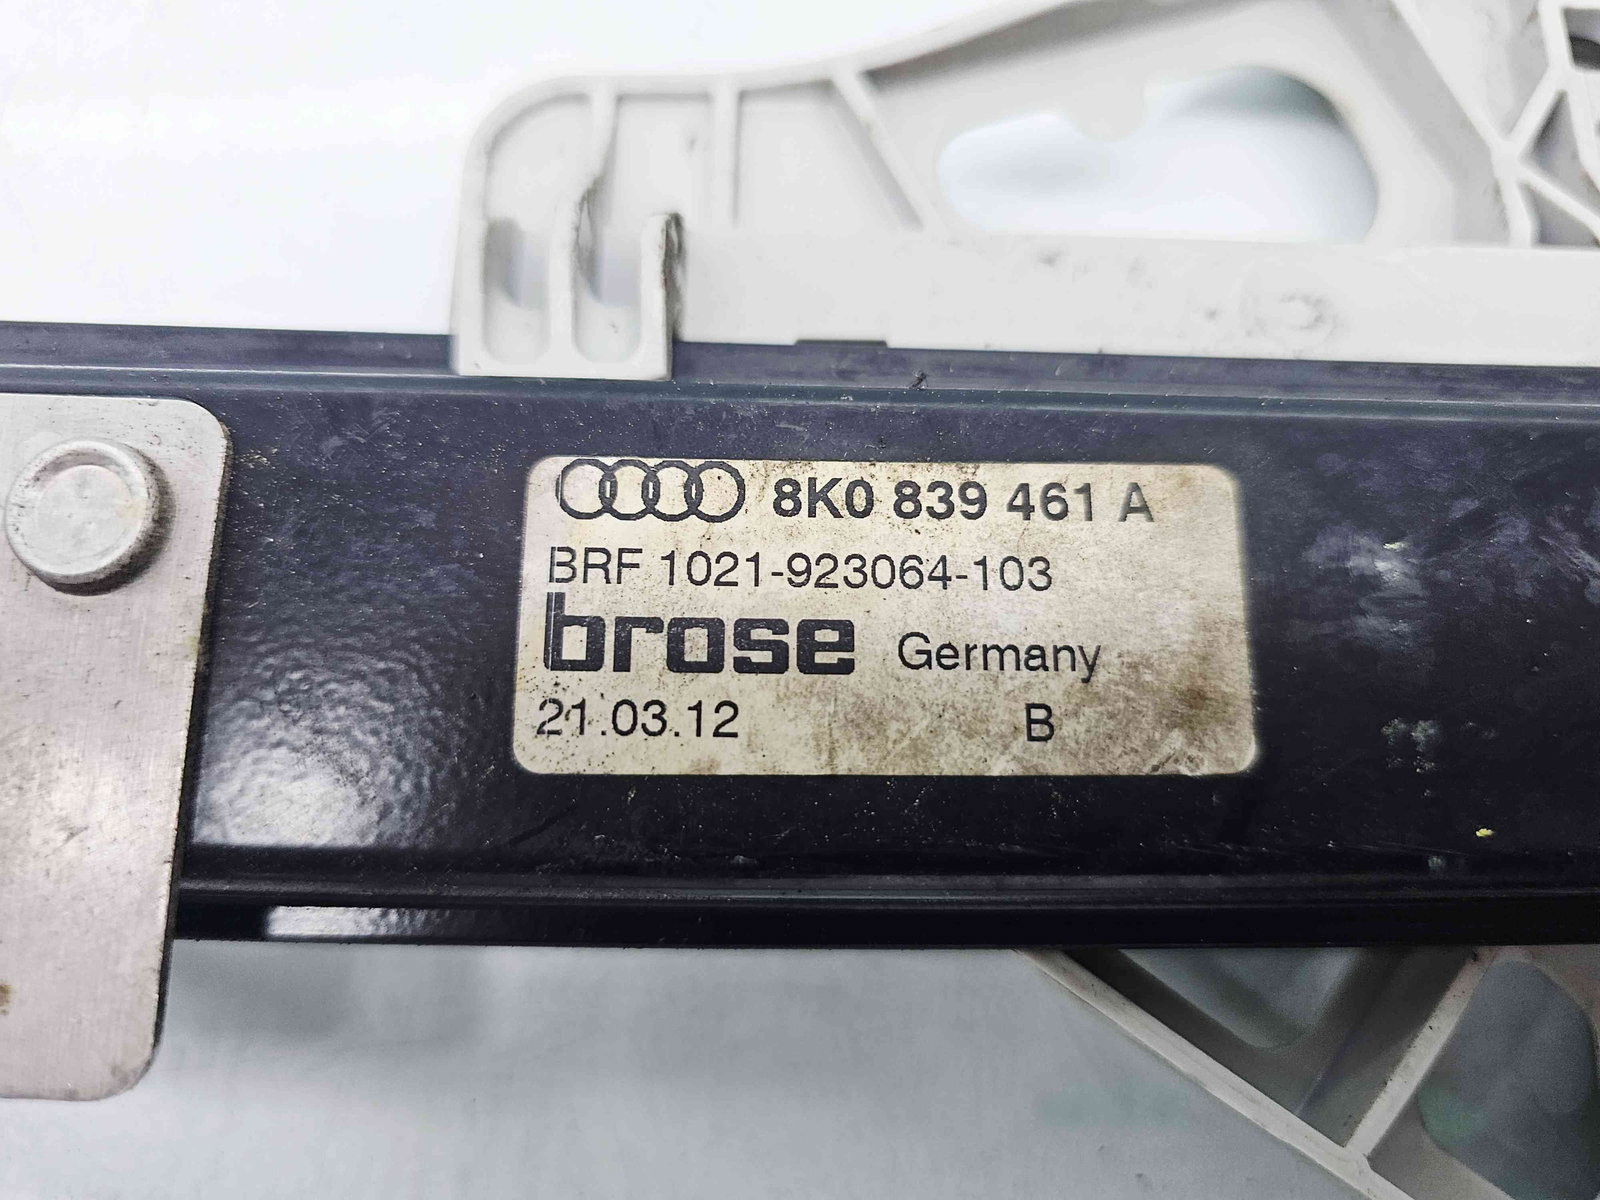 8K0 839 461 A
BRF 1021-923064-103
brose Germany
21.03.12 B